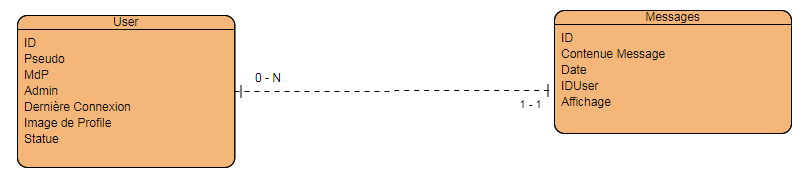 User
ID
Pseudo
MdP
Admin
Dernière Connexion
Image de Profile
Statue
0 - N
1 - 1
Messages
ID
Contenue Message
Date
IDUser
Affichage